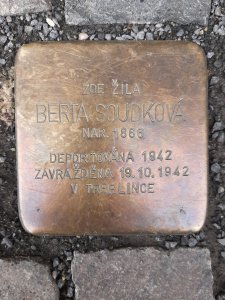 ZDE ŽILA
BERTA SOUDKOVÁ
NAR. 1868
DEPORTOVÁNA 1942
ZAVRAŽDĚNA 19.10.1942
V TREBLINCE